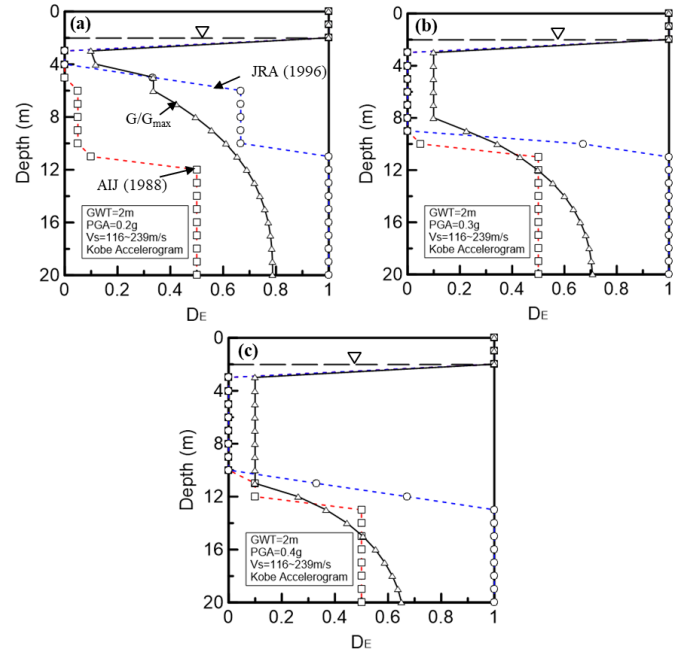 (a)
0
4
8
12
16
20
Depth (m)
JRA (1996)
G/Gmax
AIJ (1988)
GWT=2m
PGA=0.2g
Vs=116~239m/s
Kobe Accelerogram
0 0.2 0.4 0.6 0.8 1
DE
(b)
0
4
8
12
16
20
Depth (m)
GWT=2m
PGA=0.3g
Vs=116~239m/s
Kobe Accelerogram
0 0.2 0.4 0.6 0.8 1
DE
(c)
0
4
8
12
16
20
Depth (m)
GWT=2m
PGA=0.4g
Vs=116~239m/s
Kobe Accelerogram
0 0.2 0.4 0.6 0.8 1
DE